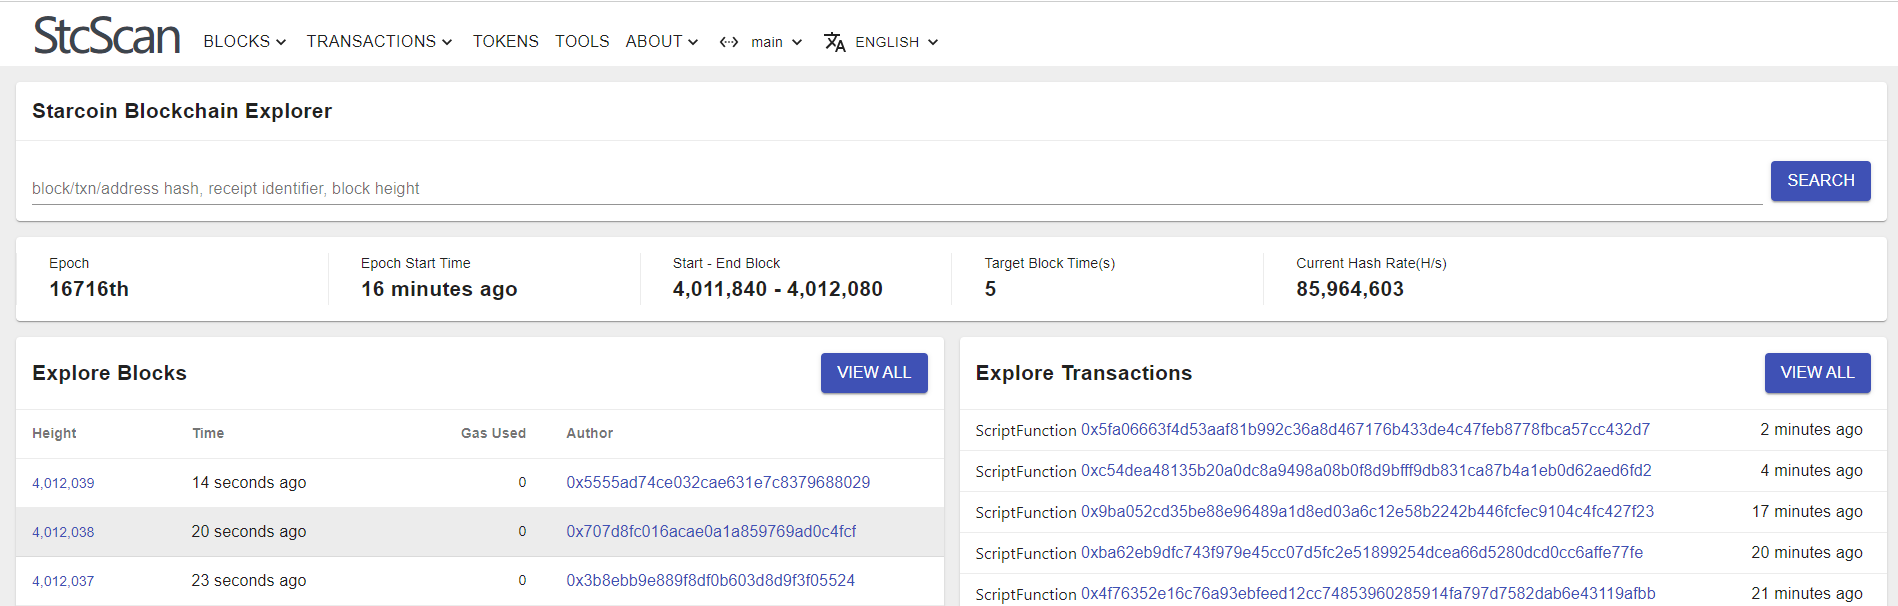 StcScan BLOCKS TRANSACTIONS TOKENS TOOLS ABOUT main ENGLISH
Starcoin Blockchain Explorer
block/txn/address hash, receipt identifier, block height SEARCH
Epoch Epoch Start Time Start - End Block Target Block Time(s) Current Hash Rate(H/s)
16716th 16 minutes ago 4,011,840 - 4,012,080 5 85,964,603
Explore Blocks VIEW ALL
Height Time Gas Used Author
4,012,039 14 seconds ago 0 0x5555ad74ce032cae631e7c8379688029
4,012,038 20 seconds ago 0 0x707d8fc016acae0a1a859769ad0c4fcf
4,012,037 23 seconds ago 0 0x3b8ebb9e889f8df0b603d8d9f3f05524
Explore Transactions VIEW ALL
ScriptFunction 0x5fa06663f4d53aaf81b992c36a8d467176b433de4c47feb8778fbca57cc432d7 2 minutes ago
ScriptFunction 0xc54dea48135b20a0dc8a9498a08b0f8d9bfff9db831ca87b4a1eb0d62aed6fd2 4 minutes ago
ScriptFunction 0x9ba052cd35be88e96489a1d8ed03a6c12e58b2242b446fcfec9104c4fc427f23 17 minutes ago
ScriptFunction 0xba62eb9dfc743f979e45cc07d5fc2e51899254dcea66d5280dcd0cc6affe77fe 20 minutes ago
ScriptFunction 0x4f76352e16c76a93ebfeed12cc74853960285914fa797d7582dab6e43119afbb 21 minutes ago